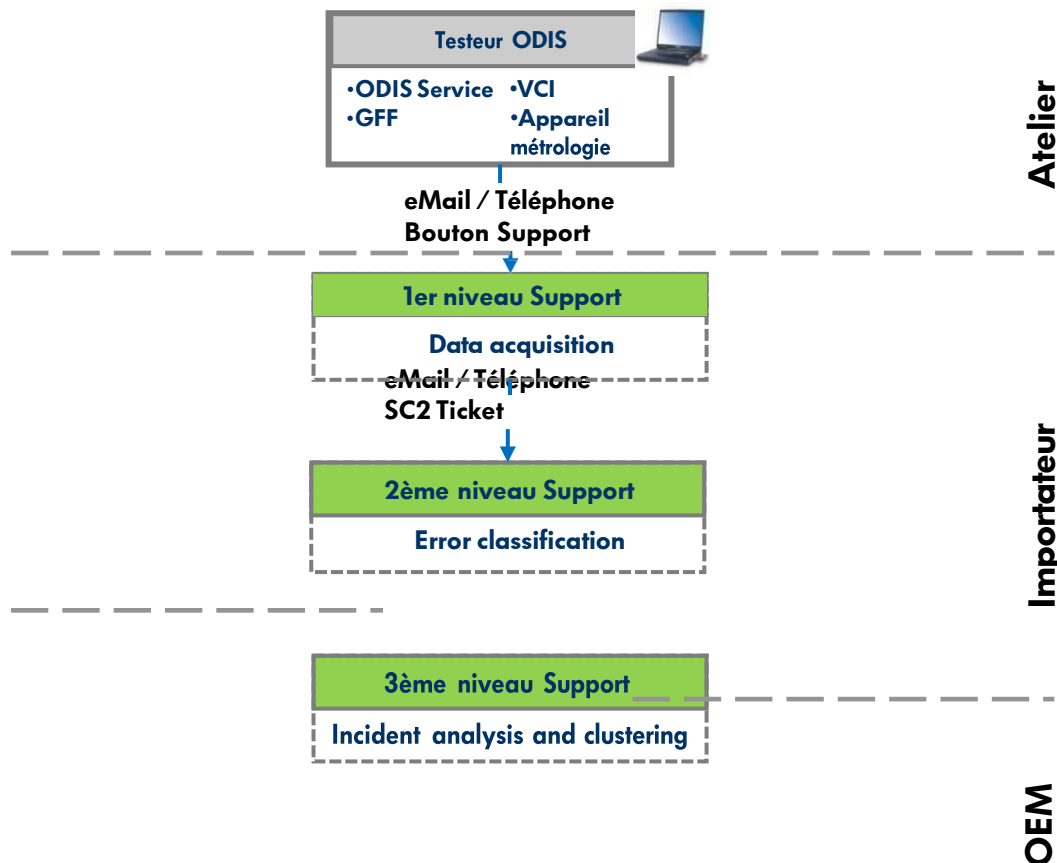 Testeur ODIS
•ODIS Service •VCI
•GFF •Appareil
métrologie
Atelier
eMail / Téléphone
Bouton Support
1er niveau Support
Data acquisition
eMail / Téléphone
SC2 Ticket
2ème niveau Support
Error classification
Importateur
3ème niveau Support
Incident analysis and clustering
OEM